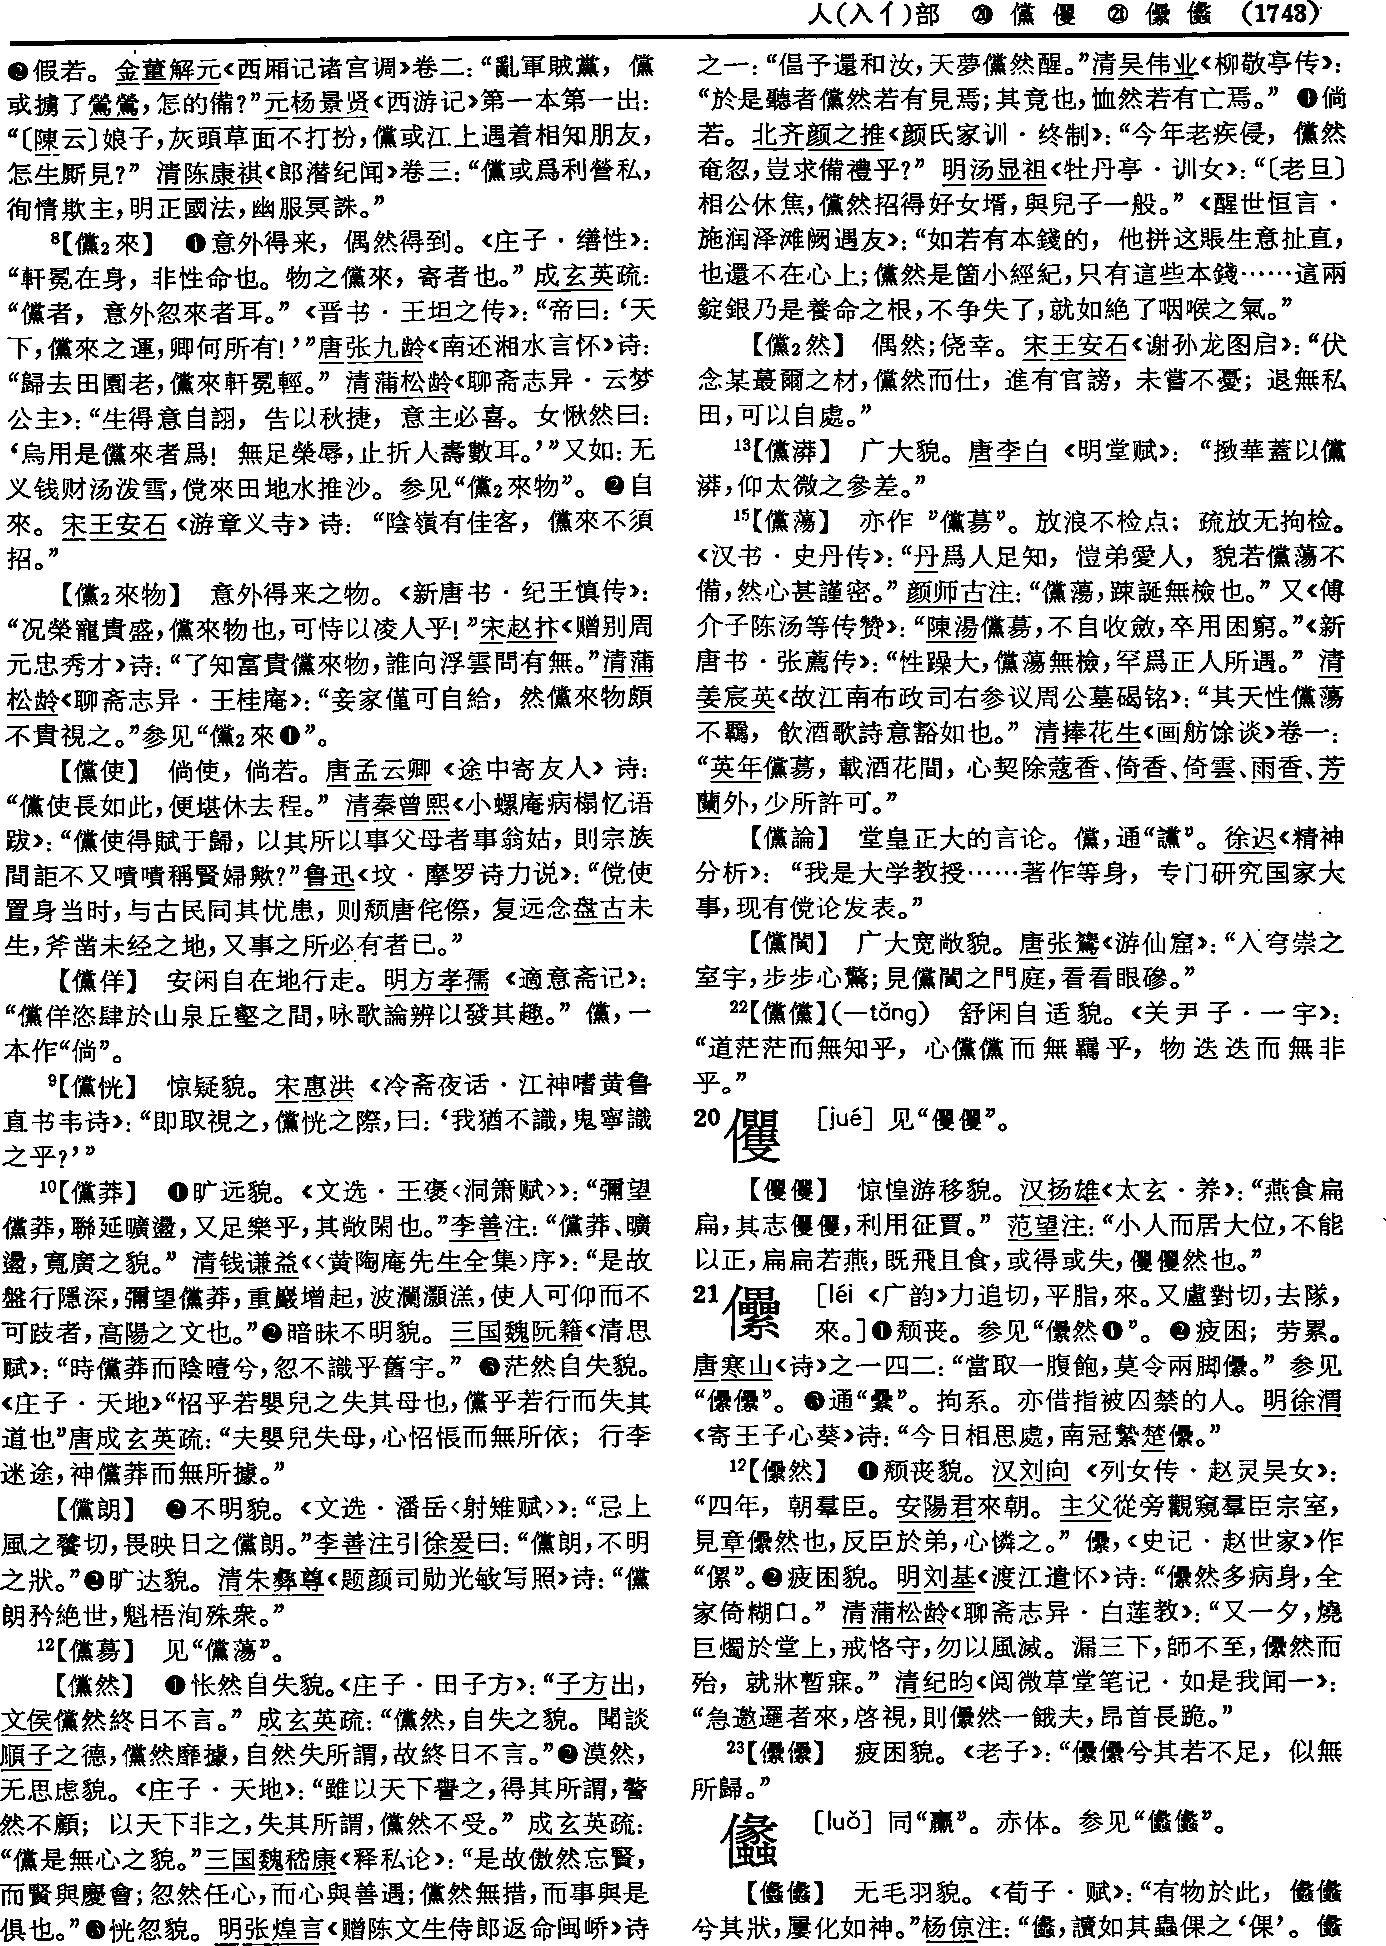 人(入亻)部 ⑳ 儻 㒩 ㉑ 儽 儠 (1743)
❷假若。金董解元《西厢记诸宫调》卷二：“亂軍賊黨，儻
或擄了鶯鶯，怎的備？”元杨景贤《西游记》第一本第一出：
“〔陳云〕娘子，灰頭草面不打扮，儻或江上遇着相知朋友，
怎生厮見？” 清陈康祺《郎潜纪闻》卷三：“儻或爲利營私，
徇情欺主，明正國法，幽服冥誅。”
⁸【儻₂來】 ❶意外得来，偶然得到。《庄子·缮性》：
“軒冕在身，非性命也。物之儻來，寄者也。”成玄英疏：
“儻者，意外忽來者耳。”《晋书·王坦之传》：“帝曰：‘天
下，儻來之運，卿何所有！’”唐张九龄《南还湘水言怀》诗：
“歸去田園老，儻來軒冕輕。” 清蒲松龄《聊斋志异·云梦
公主》：“生得意自詡，告以秋捷，意主必喜。女愀然曰：
‘烏用是儻來者爲！無足榮辱，止折人壽數耳。’”又如：无
义钱财汤泼雪，傥來田地水推沙。参见“儻₂來物”。❷自
來。宋王安石《游章义寺》诗：“陰嶺有佳客，儻來不須
招。”
【儻₂來物】 意外得来之物。《新唐书·纪王慎传》：
“况榮寵貴盛，儻來物也，可恃以凌人乎！”宋赵抃《赠别周
元忠秀才》诗：“了知富貴儻來物，誰向浮雲問有無。”清蒲
松龄《聊斋志异·王桂庵》：“妾家僅可自給，然儻來物頗
不貴視之。”参见“儻₂來❶”。
【儻使】 倘使，倘若。唐孟云卿《途中寄友人》诗：
“儻使長如此，便堪休去程。” 清秦曾熙《小螺庵病榻忆语
跋》：“儻使得賦于歸，以其所以事父母者事翁姑，則宗族
間詎不又嘖嘖稱賢婦歟？”鲁迅《坟·摩罗诗力说》：“傥使
置身当时，与古民同其忧患，则颓唐侘傺，复远念盘古未
生，斧凿未经之地，又事之所必有者已。”
【儻佯】 安闲自在地行走。明方孝孺《適意斋记》：
“儻佯恣肆於山泉丘壑之間，咏歌論辨以發其趣。” 儻，一
本作“倘”。
⁹【儻恍】 惊疑貌。宋惠洪《冷斋夜话·江神嗜黄鲁
直书韦诗》：“即取視之，儻恍之際，曰：‘我猶不識，鬼寧識
之乎？’”
¹⁰【儻莽】 ❶旷远貌。《文选·王褒〈洞箫赋〉》：“彌望
儻莽，聯延曠盪，又足樂乎，其敞閑也。”李善注：“儻莽、曠
盪，寬廣之貌。” 清钱谦益《〈黄陶庵先生全集〉序》：“是故
盤行隱深，彌望儻莽，重巖增起，波瀾灝溔，使人可仰而不
可跂者，高陽之文也。”❷暗昧不明貌。三国魏阮籍《清思
赋》：“時儻莽而陰曀兮，忽不識乎舊宇。” ❸茫然自失貌。
《庄子·天地》“怊乎若嬰兒之失其母也，儻乎若行而失其
道也”唐成玄英疏：“夫嬰兒失母，心怊悵而無所依；行李
迷途，神儻莽而無所據。”
【儻朗】 ❷不明貌。《文选·潘岳〈射雉赋〉》：“忌上
風之餮切，畏映日之儻朗。”李善注引徐爰曰：“儻朗，不明
之狀。”❷旷达貌。清朱彝尊《题颜司勋光敏写照》诗：“儻
朗矜絶世，魁梧洵殊衆。”
¹²【儻募】 见“儻蕩”。
【儻然】 ❶怅然自失貌。《庄子·田子方》：“子方出，
文侯儻然終日不言。” 成玄英疏：“儻然，自失之貌。聞談
順子之德，儻然靡據，自然失所謂，故終日不言。”❷漠然，
无思虑貌。《庄子·天地》：“雖以天下譽之，得其所謂，謷
然不顧；以天下非之，失其所謂，儻然不受。” 成玄英疏：
“儻是無心之貌。”三国魏嵇康《释私论》：“是故傲然忘賢，
而賢與慶會；忽然任心，而心與善遇；儻然無措，而事與是
俱也。”❸恍忽貌。明张煌言《赠陈文生侍郎返命闽峤》诗
之一：“倡予還和汝，天夢儻然醒。”清吴伟业《柳敬亭传》：
“於是聽者儻然若有見焉；其竟也，恤然若有亡焉。” ❹倘
若。北齐颜之推《颜氏家训·终制》：“今年老疾侵，儻然
奄忽，豈求備禮乎？” 明汤显祖《牡丹亭·训女》：“〔老旦〕
相公休焦，儻然招得好女壻，與兒子一般。”《醒世恒言·
施润泽滩阙遇友》：“如若有本錢的，他拼这賬生意扯直，
也還不在心上；儻然是箇小經紀，只有這些本錢……這兩
錠銀乃是養命之根，不争失了，就如絶了咽喉之氣。”
【儻₂然】 偶然；侥幸。宋王安石《谢孙龙图启》：“伏
念某蕞爾之材，儻然而仕，進有官謗，未嘗不憂；退無私
田，可以自處。”
¹³【儻漭】 广大貌。唐李白《明堂赋》：“撽華蓋以儻
漭，仰太微之參差。”
¹⁵【儻蕩】 亦作“儻募”。放浪不检点；疏放无拘检。
《汉书·史丹传》：“丹爲人足知，愷弟愛人，貌若儻蕩不
備，然心甚謹密。”颜师古注：“儻蕩，踈誕無檢也。”又《傅
介子陈汤等传赞》：“陳湯儻募，不自收斂，卒用困窮。”《新
唐书·张荐传》：“性躁大，儻蕩無檢，罕爲正人所遇。” 清
姜宸英《故江南布政司右参议周公墓碣铭》：“其天性儻蕩
不羈，飲酒歌詩意豁如也。” 清捧花生《画舫馀谈》卷一：
“英年儻募，載酒花間，心契除蔻香、倚香、倚雲、雨香、芳
蘭外，少所許可。”
【儻論】 堂皇正大的言论。儻，通“讜”。徐迟《精神
分析》：“我是大学教授……著作等身，专门研究国家大
事，现有傥论发表。”
【儻閬】 广大宽敞貌。唐张鷟《游仙窟》：“入穹崇之
室宇，步步心驚；見儻閬之門庭，看看眼磣。”
²²【儻儻】(—tǎng) 舒闲自适貌。《关尹子·一宇》：
“道茫茫而無知乎，心儻儻而無羈乎，物迭迭而無非
乎。”
20 㒩 [jué] 见“㒩㒩”。
【㒩㒩】 惊惶游移貌。汉扬雄《太玄·养》：“燕食扁
扁，其志㒩㒩，利用征賈。” 范望注：“小人而居大位，不能
以正，扁扁若燕，既飛且食，或得或失，㒩㒩然也。”
21 儽 [léi 《广韵》力追切，平脂，來。又盧對切，去隊，
來。]❶颓丧。参见“儽然❶”。❷疲困；劳累。
唐寒山《诗》之一四二：“當取一腹飽，莫令兩脚儽。” 参见
“儽儽”。❸通“纍”。拘系。亦借指被囚禁的人。明徐渭
《寄王子心葵》诗：“今日相思處，南冠縶楚儽。”
¹²【儽然】 ❶颓丧貌。汉刘向《列女传·赵灵吴女》：
“四年，朝羣臣。安陽君來朝。主父從旁觀窺羣臣宗室，
見章儽然也，反臣於弟，心憐之。” 儽，《史记·赵世家》作
“傫”。❷疲困貌。明刘基《渡江遣怀》诗：“儽然多病身，全
家倚糊口。” 清蒲松龄《聊斋志异·白莲教》：“又一夕，燒
巨燭於堂上，戒恪守，勿以風滅。漏三下，師不至，儽然而
殆，就牀暫寐。” 清纪昀《阅微草堂笔记·如是我闻一》：
“急邀邏者來，啓視，則儽然一餓夫，昂首長跪。”
²³【儽儽】 疲困貌。《老子》：“儽儽兮其若不足，似無
所歸。”
[luǒ] 同“臝”。赤体。参见“”。
【】 无毛羽貌。《荀子·赋》：“有物於此，
兮其狀，屢化如神。”杨倞注：“，讀如其蟲倮之‘倮’。